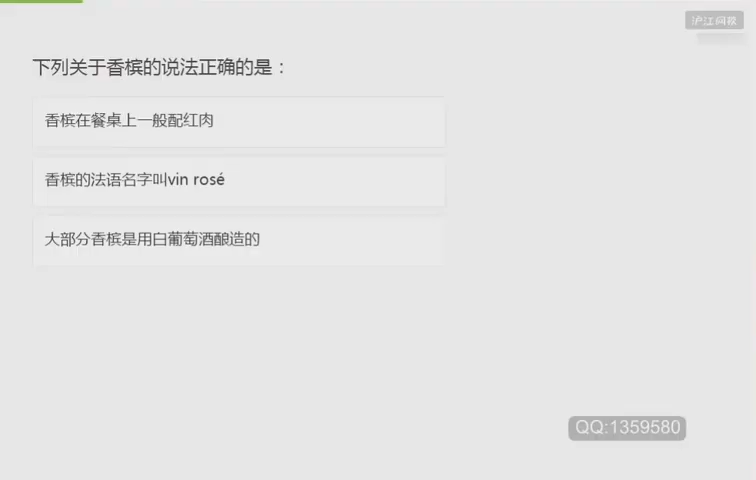 沪江网校
下列关于香槟的说法正确的是：
香槟在餐桌上一般配红肉
香槟的法语名字叫vin rosé
大部分香槟是用白葡萄酒酿造的
QQ:1359580